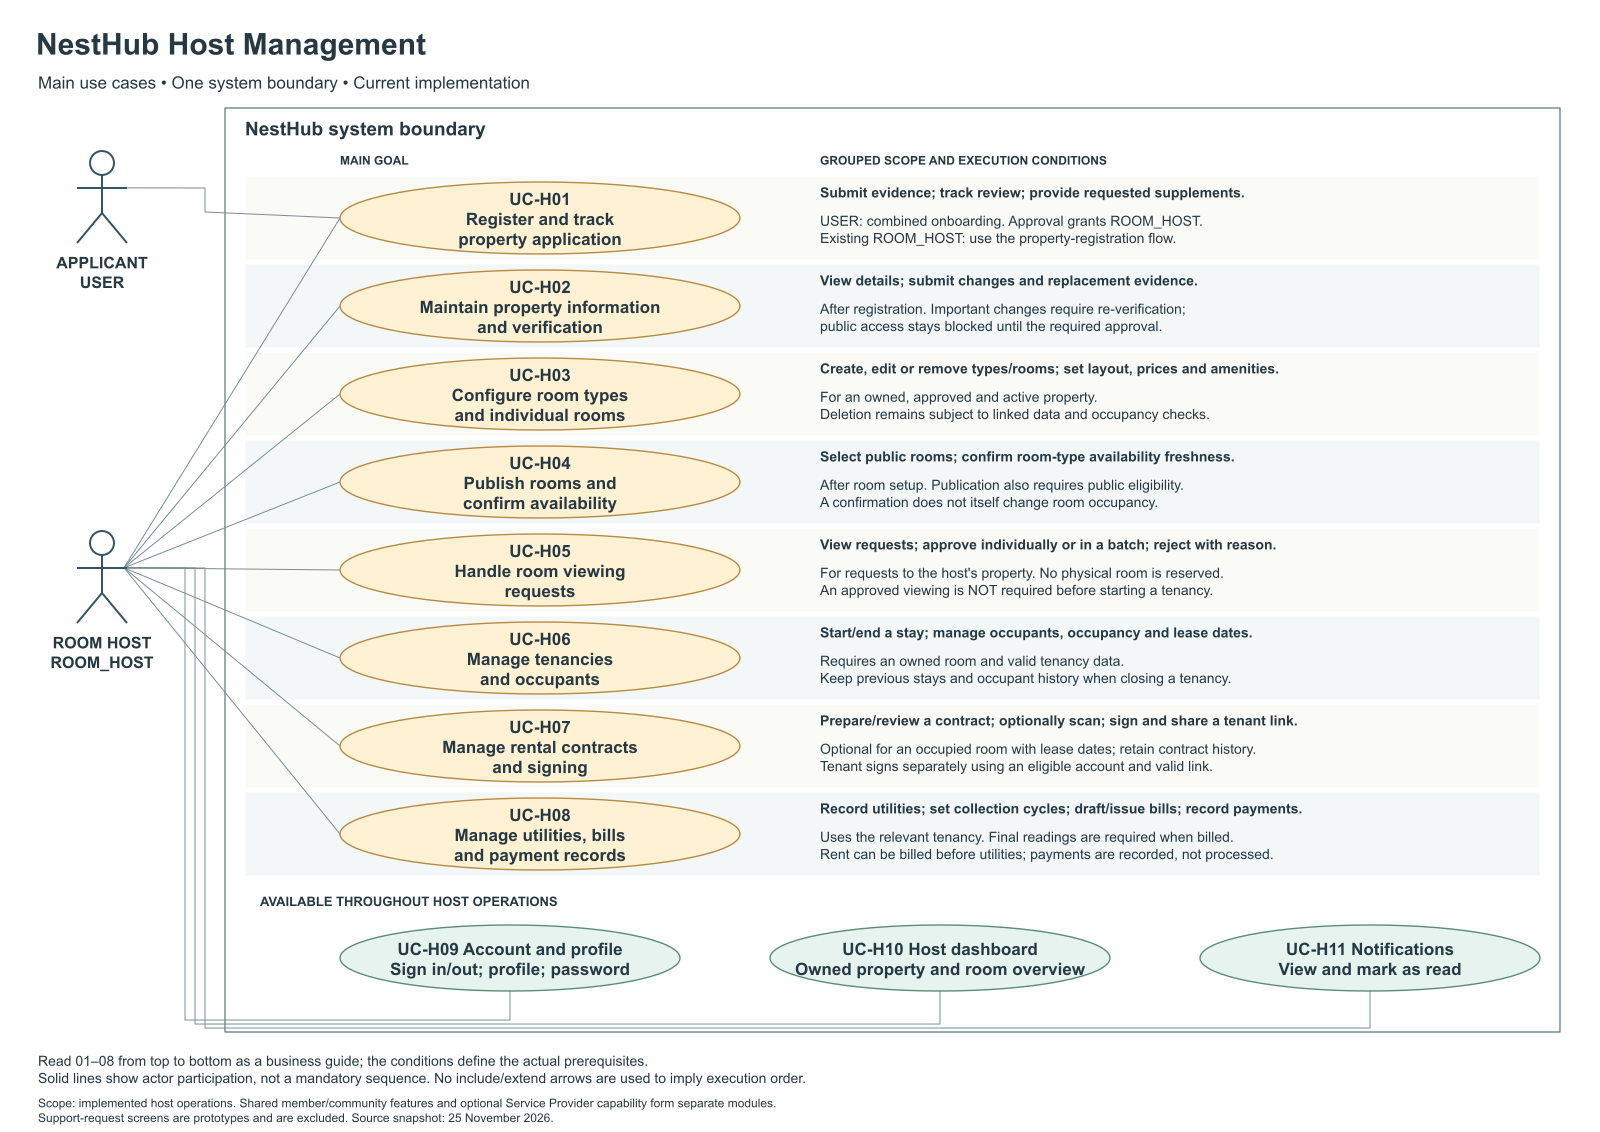 NestHub Host Management
Main use cases • One system boundary • Current implementation
NestHub system boundary
MAIN GOAL
GROUPED SCOPE AND EXECUTION CONDITIONS
APPLICANT
USER
UC-H01
Register and track
property application
Submit evidence; track review; provide requested supplements.
USER: combined onboarding. Approval grants ROOM_HOST.
Existing ROOM_HOST: use the property-registration flow.
UC-H02
Maintain property information
and verification
View details; submit changes and replacement evidence.
After registration. Important changes require re-verification;
public access stays blocked until the required approval.
UC-H03
Configure room types
and individual rooms
Create, edit or remove types/rooms; set layout, prices and amenities.
For an owned, approved and active property.
Deletion remains subject to linked data and occupancy checks.
UC-H04
Publish rooms and
confirm availability
Select public rooms; confirm room-type availability freshness.
After room setup. Publication also requires public eligibility.
A confirmation does not itself change room occupancy.
ROOM HOST
ROOM_HOST
UC-H05
Handle room viewing
requests
View requests; approve individually or in a batch; reject with reason.
For requests to the host's property. No physical room is reserved.
An approved viewing is NOT required before starting a tenancy.
UC-H06
Manage tenancies
and occupants
Start/end a stay; manage occupants, occupancy and lease dates.
Requires an owned room and valid tenancy data.
Keep previous stays and occupant history when closing a tenancy.
UC-H07
Manage rental contracts
and signing
Prepare/review a contract; optionally scan; sign and share a tenant link.
Optional for an occupied room with lease dates; retain contract history.
Tenant signs separately using an eligible account and valid link.
UC-H08
Manage utilities, bills
and payment records
Record utilities; set collection cycles; draft/issue bills; record payments.
Uses the relevant tenancy. Final readings are required when billed.
Rent can be billed before utilities; payments are recorded, not processed.
AVAILABLE THROUGHOUT HOST OPERATIONS
UC-H09 Account and profile
Sign in/out; profile; password
UC-H10 Host dashboard
Owned property and room overview
UC-H11 Notifications
View and mark as read
Read 01–08 from top to bottom as a business guide; the conditions define the actual prerequisites.
Solid lines show actor participation, not a mandatory sequence. No include/extend arrows are used to imply execution order.
Scope: implemented host operations. Shared member/community features and optional Service Provider capability form separate modules.
Support-request screens are prototypes and are excluded. Source snapshot: 25 November 2026.